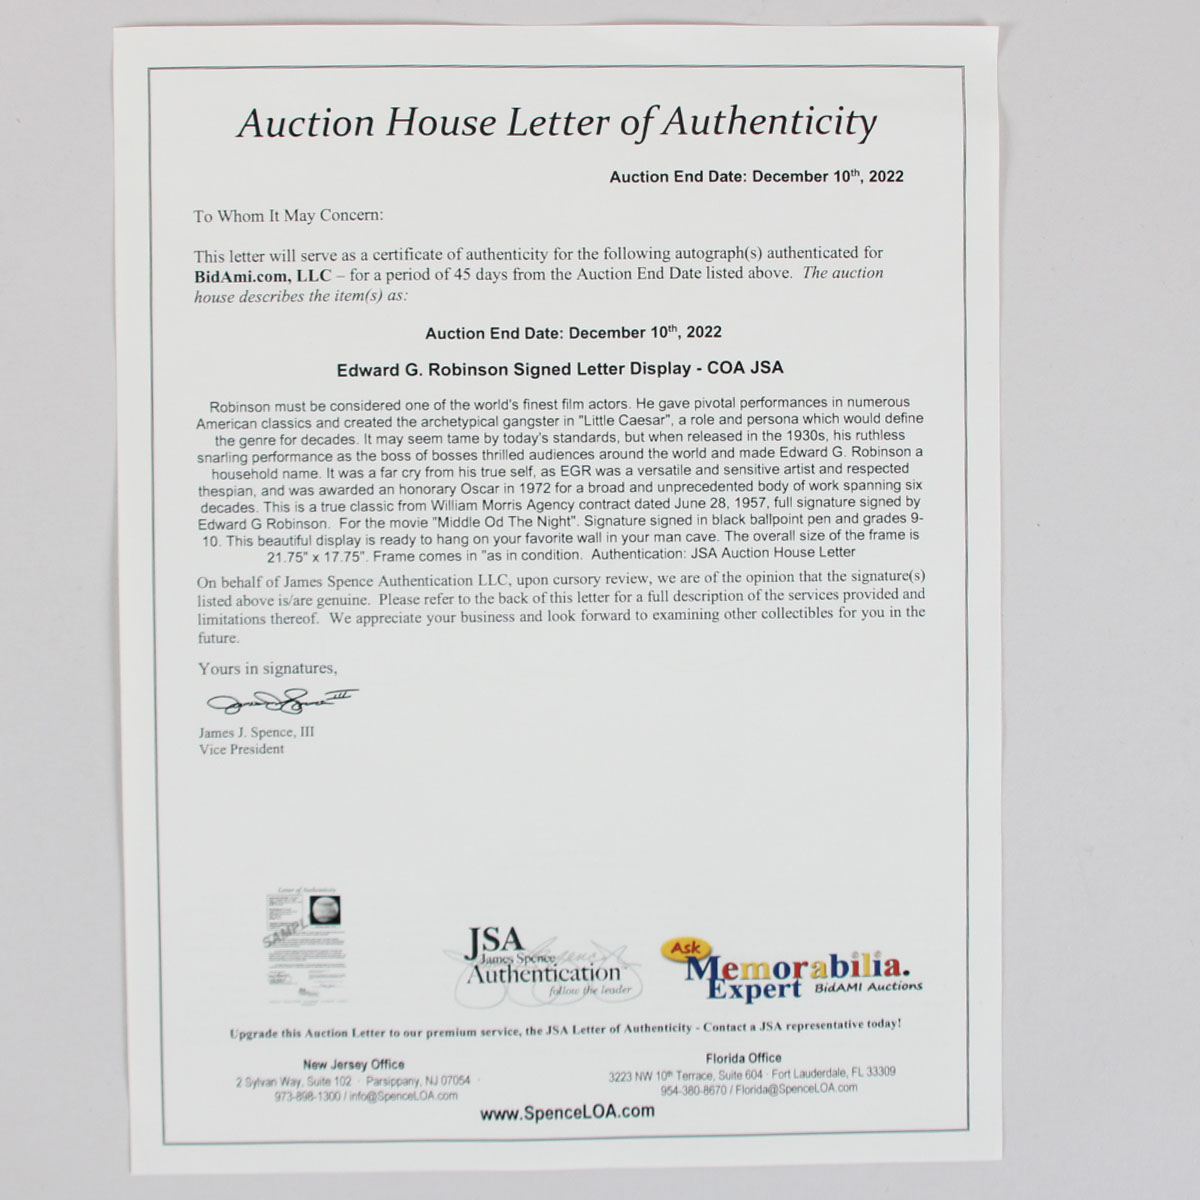 Auction House Letter of Authenticity
Auction End Date: December 10th, 2022
To Whom It May Concern:
This letter will serve as a certificate of authenticity for the following autograph(s) authenticated for
BidAmi.com, LLC – for a period of 45 days from the Auction End Date listed above. The auction
house describes the item(s) as:
Auction End Date: December 10th, 2022
Edward G. Robinson Signed Letter Display - COA JSA
Robinson must be considered one of the world's finest film actors. He gave pivotal performances in numerous
American classics and created the archetypical gangster in "Little Caesar", a role and persona which would define
the genre for decades. It may seem tame by today's standards, but when released in the 1930s, his ruthless
snarling performance as the boss of bosses thrilled audiences around the world and made Edward G. Robinson a
household name. It was a far cry from his true self, as EGR was a versatile and sensitive artist and respected
thespian, and was awarded an honorary Oscar in 1972 for a broad and unprecedented body of work spanning six
decades. This is a true classic from William Morris Agency contract dated June 28, 1957, full signature signed by
Edward G Robinson. For the movie "Middle Od The Night". Signature signed in black ballpoint pen and grades 9-
10. This beautiful display is ready to hang on your favorite wall in your man cave. The overall size of the frame is
21.75" x 17.75". Frame comes in "as in condition. Authentication: JSA Auction House Letter
On behalf of James Spence Authentication LLC, upon cursory review, we are of the opinion that the signature(s)
listed above is/are genuine. Please refer to the back of this letter for a full description of the services provided and
limitations thereof. We appreciate your business and look forward to examining other collectibles for you in the
future.
Yours in signatures,
James J. Spence, III
Vice President
Letter of Authenticity
SAMPLE
JSA
James Spence
Authentication
follow the leader
Ask
Memorabilia.
Expert BidAMI Auctions
Upgrade this Auction Letter to our premium service, the JSA Letter of Authenticity - Contact a JSA representative today!
New Jersey Office
2 Sylvan Way, Suite 102 · Parsippany, NJ 07054
973-898-1300 / info@SpenceLOA.com
Florida Office
3223 NW 10th Terrace, Suite 604 · Fort Lauderdale, FL 33309
954-380-8670 / Florida@SpenceLOA.com
www.SpenceLOA.com